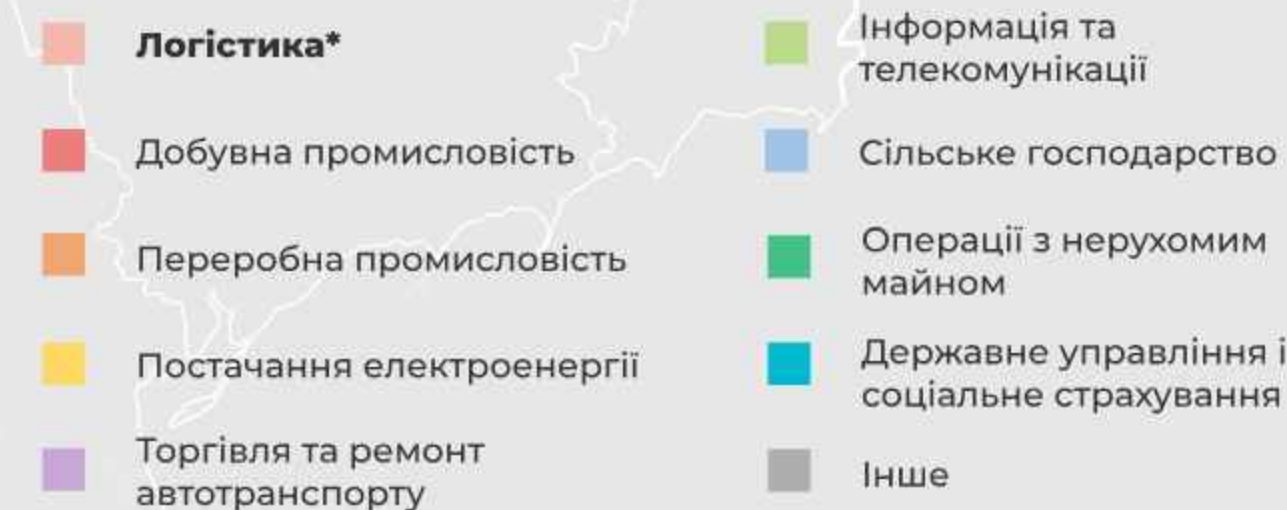 Логістика*
Добувна промисловість
Переробна промисловість
Постачання електроенергії
Торгівля та ремонт
автотранспорту
Інформація та
телекомунікації
Сільське господарство
Операції з нерухомим
майном
Державне управління і
соціальне страхування
Інше